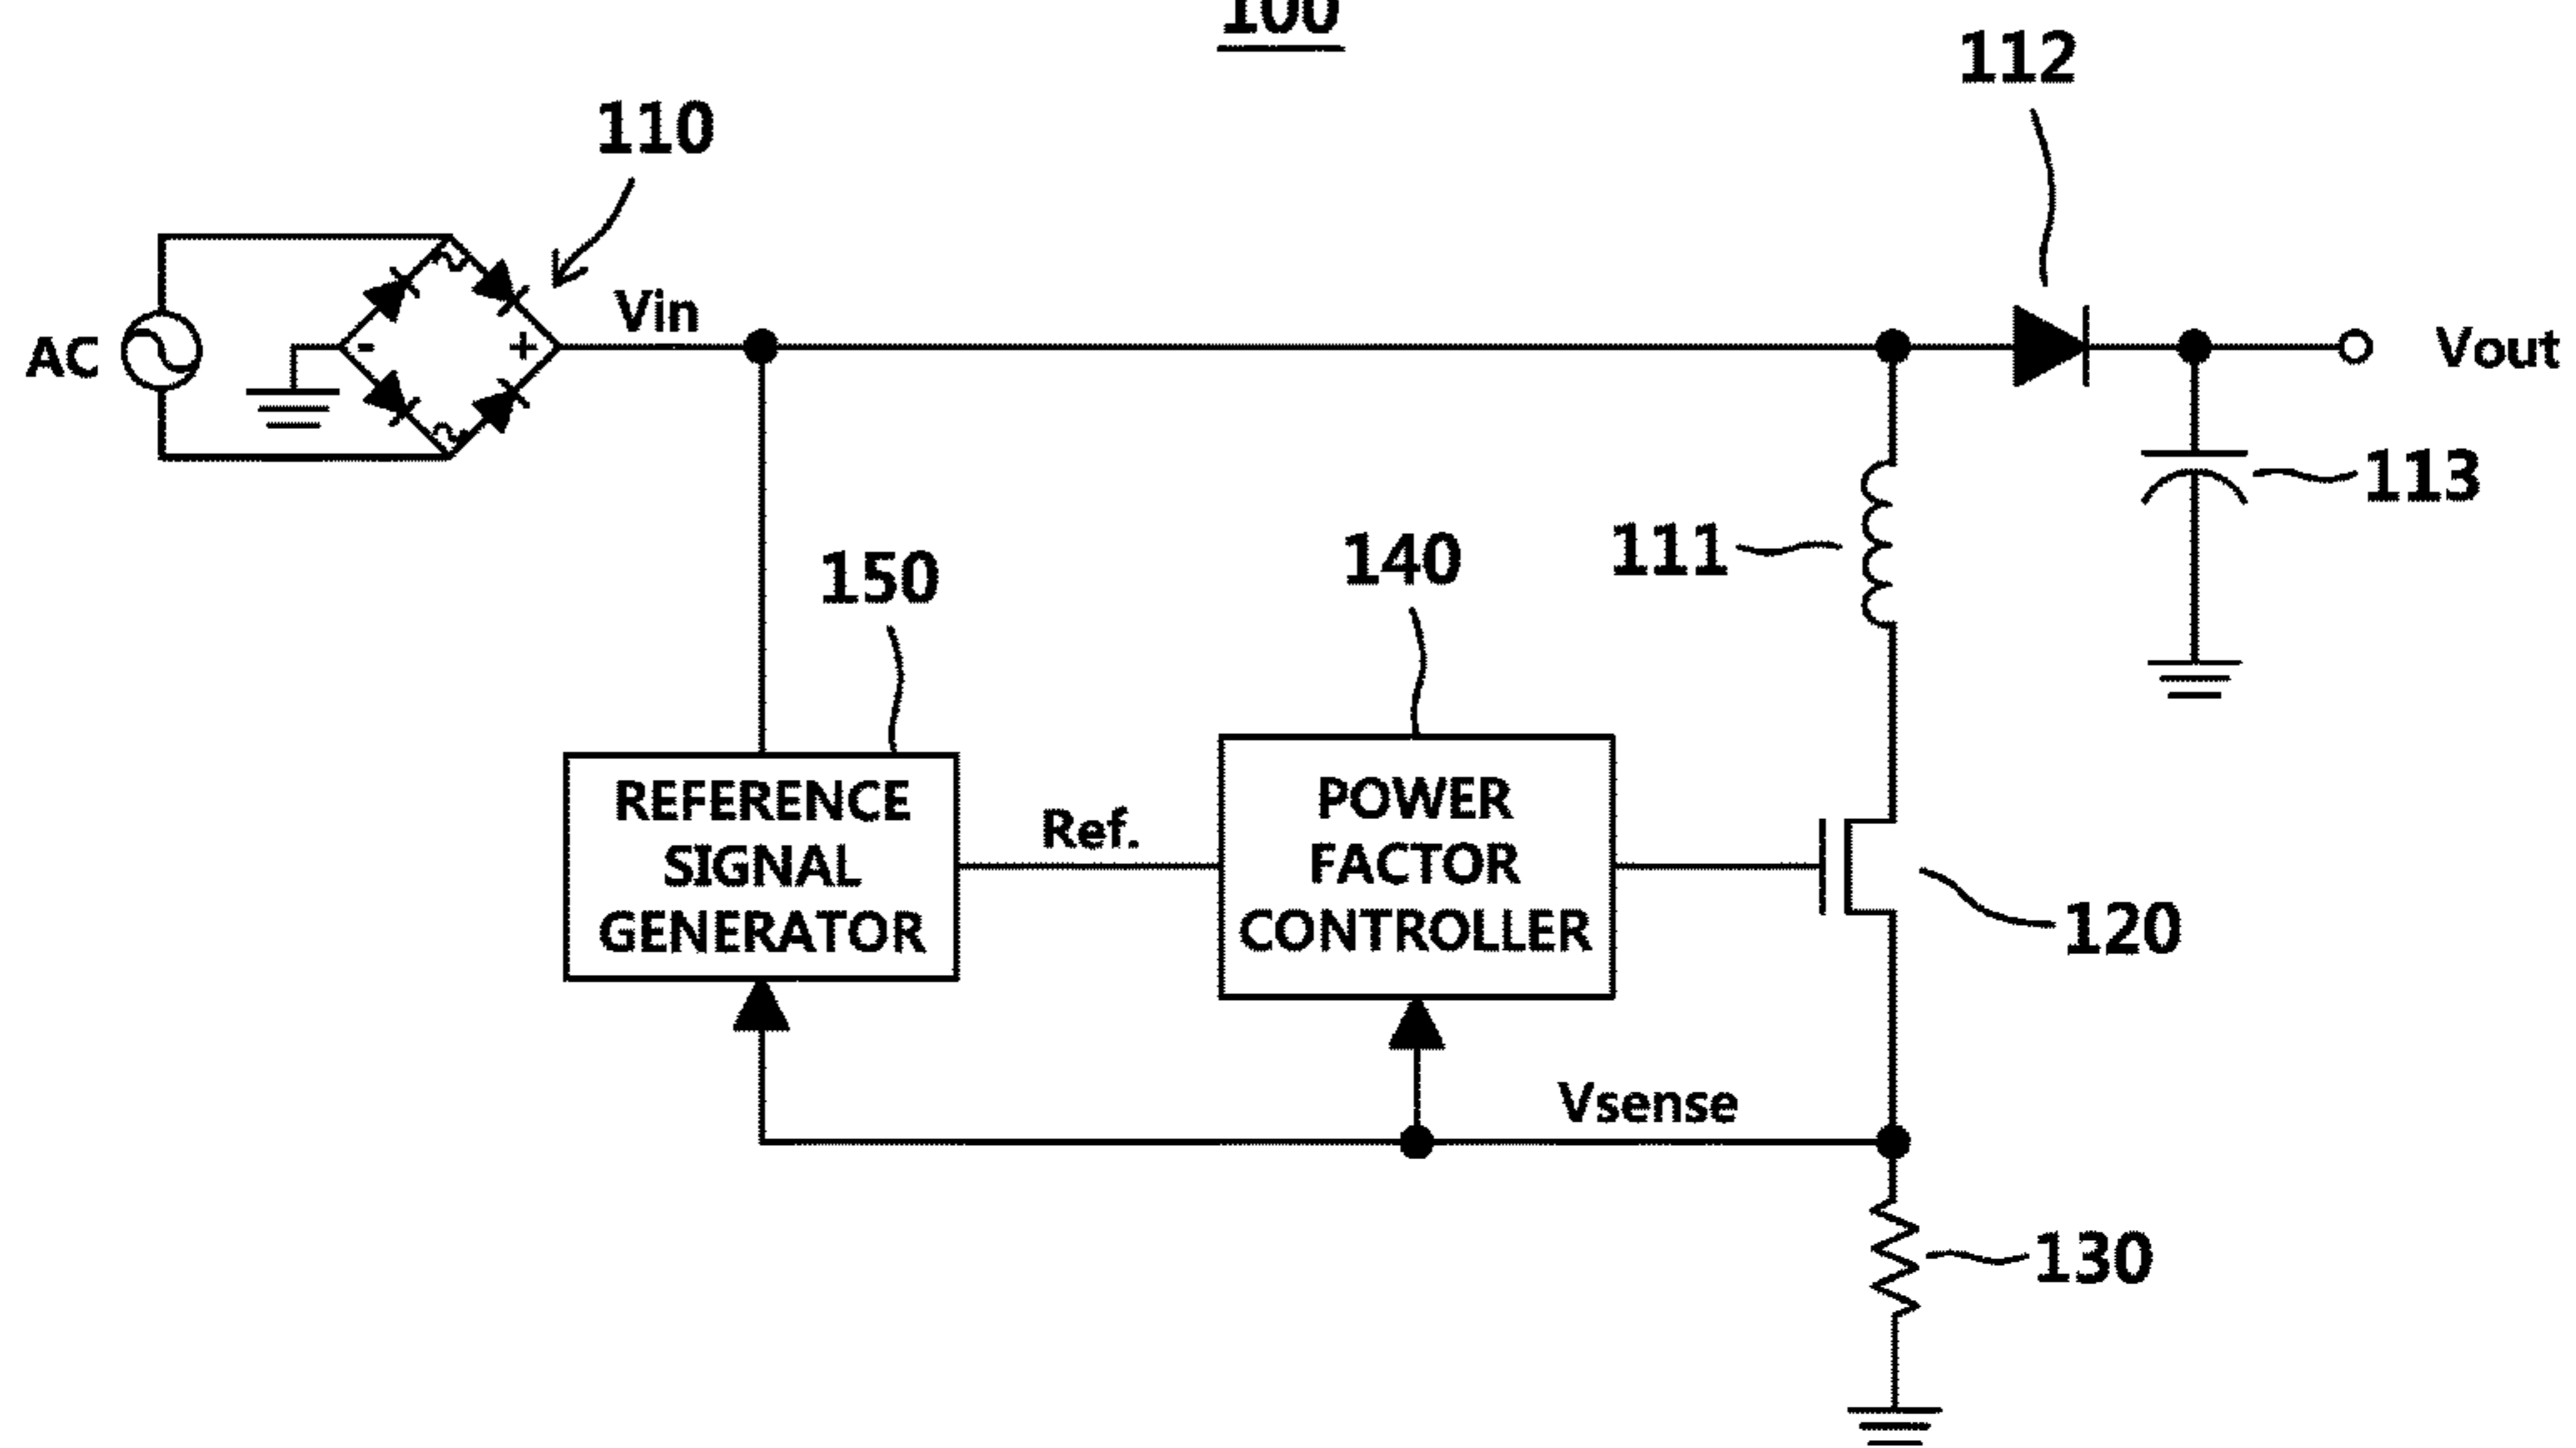 100
112
110
Vin
AC
-
+
Vout
113
111
140
150
REFERENCE
SIGNAL
GENERATOR
Ref.
POWER
FACTOR
CONTROLLER
120
Vsense
130